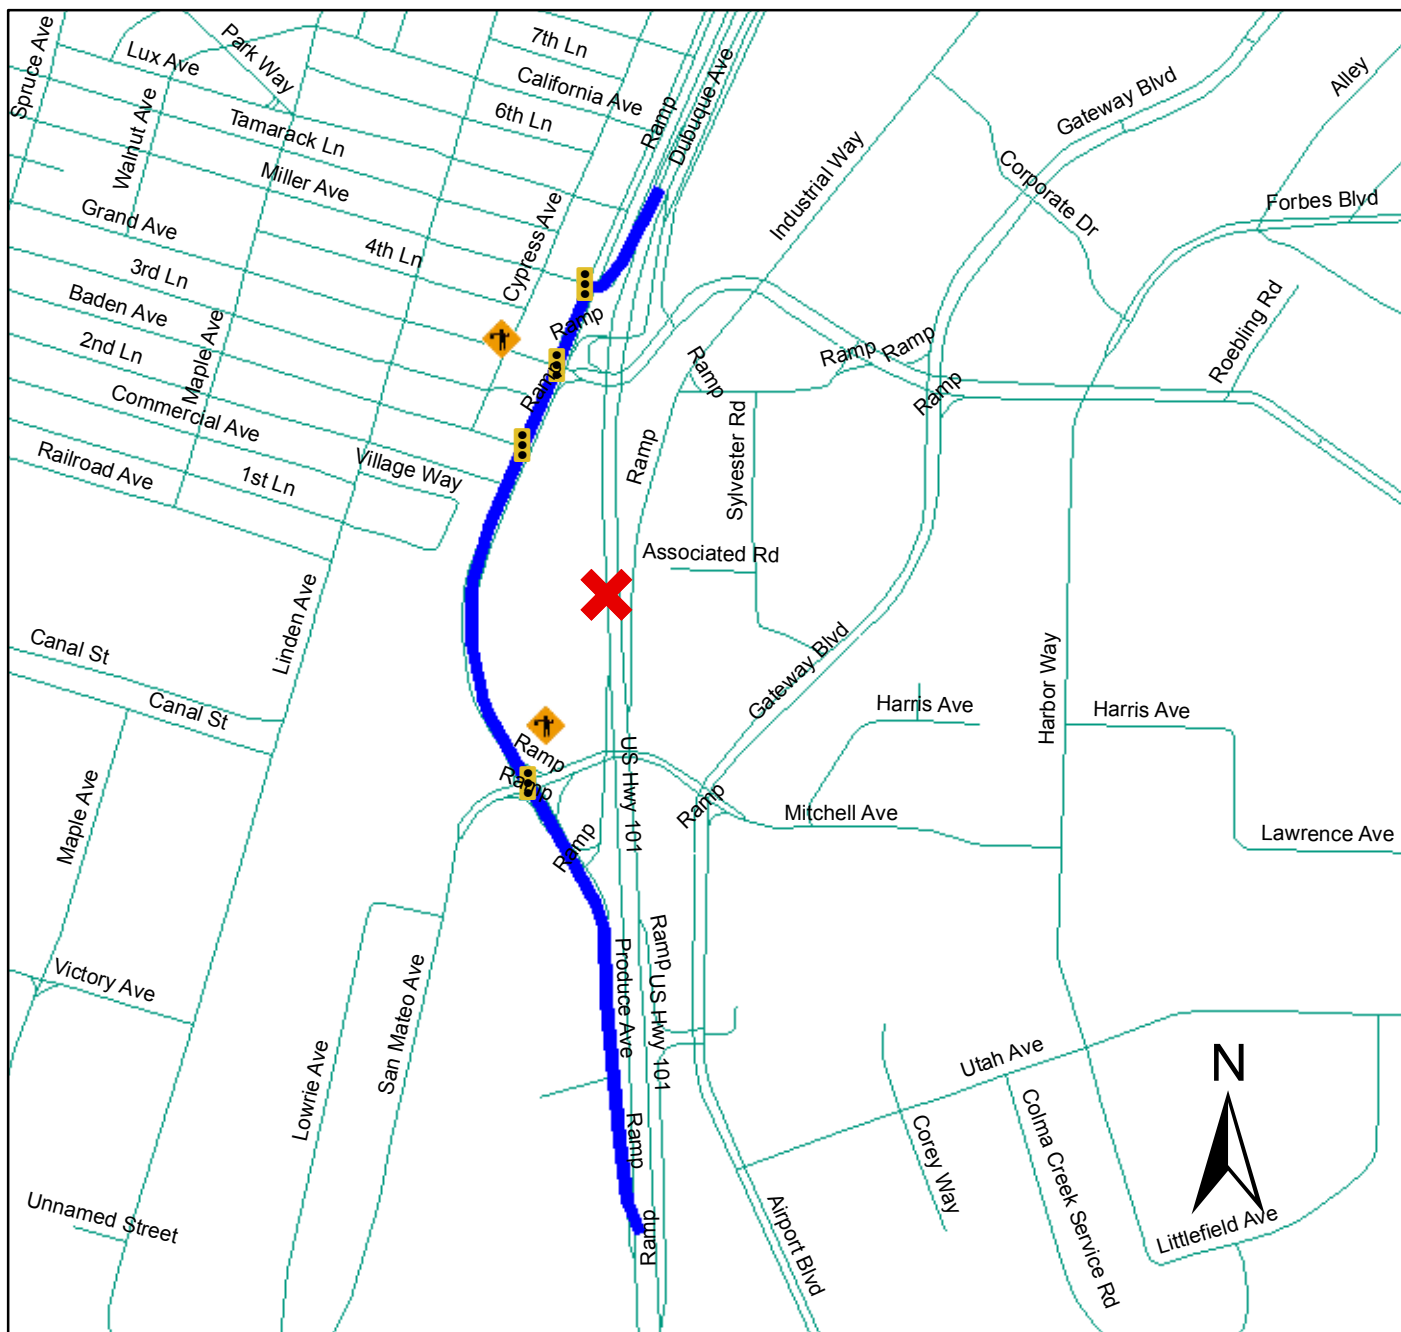 7th Ln
Spruce Ave
Lux Ave
Park Way
California Ave
Dubuque Ave
Ramp
Walnut Ave
6th Ln
Gateway Blvd
Alley
Tamarack Ln
Miller Ave
Industrial Way
Corporate Dr
Forbes Blvd
Grand Ave
4th Ln
Cypress Ave
3rd Ln
Baden Ave
Ramp
Roebling Rd
2nd Ln
Maple Ave
Ramp
Ramp
Ramp
Ramp
Ramp
Commercial Ave
Railroad Ave
1st Ln
Village Way
Ramp
Sylvester Rd
Associated Rd
Linden Ave
Canal St
Canal St
Gateway Blvd
Harbor Way
Harris Ave
Harris Ave
Ramp
Ramp
US Hwy 101
Ramp
Mitchell Ave
Maple Ave
Ramp
Lawrence Ave
Victory Ave
San Mateo Ave
Produce Ave
Ramp
US Hwy 101
Lowrie Ave
Utah Ave
N
Ramp
Corey Way
Colma Creek Service Rd
Unnamed Street
Ramp
Airport Blvd
Littlefield Ave